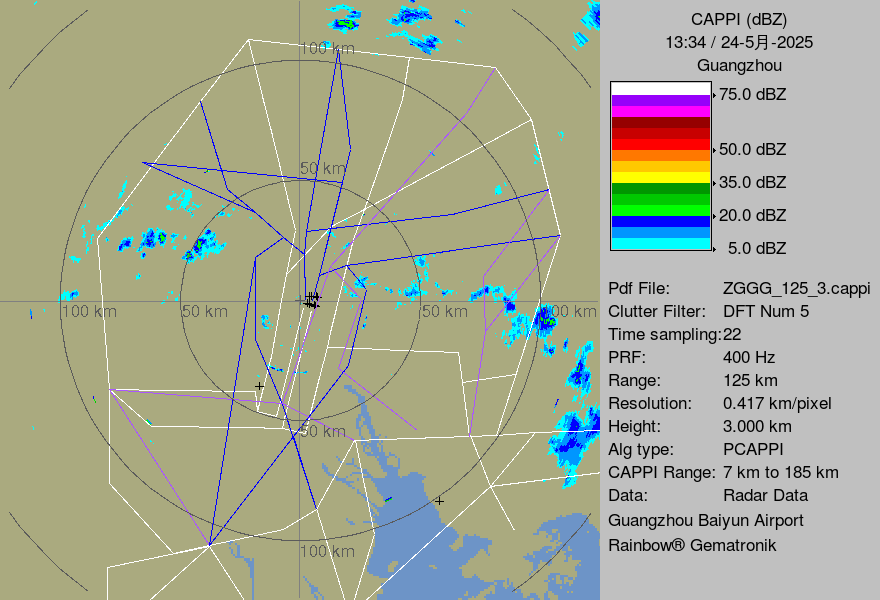 CAPPI (dBZ)
13:34 / 24-5月-2025
Guangzhou
75.0 dBZ
50.0 dBZ
35.0 dBZ
20.0 dBZ
5.0 dBZ
Pdf File: ZGGG_125_3.cappi
Clutter Filter: DFT Num 5
Time sampling:22
PRF: 400 Hz
Range: 125 km
Resolution: 0.417 km/pixel
Height: 3.000 km
Alg type: PCAPPI
CAPPI Range: 7 km to 185 km
Data: Radar Data
Guangzhou Baiyun Airport
Rainbow® Gematronik
100 km
50 km
100 km
50 km
50 km
100 km
50 km
100 km